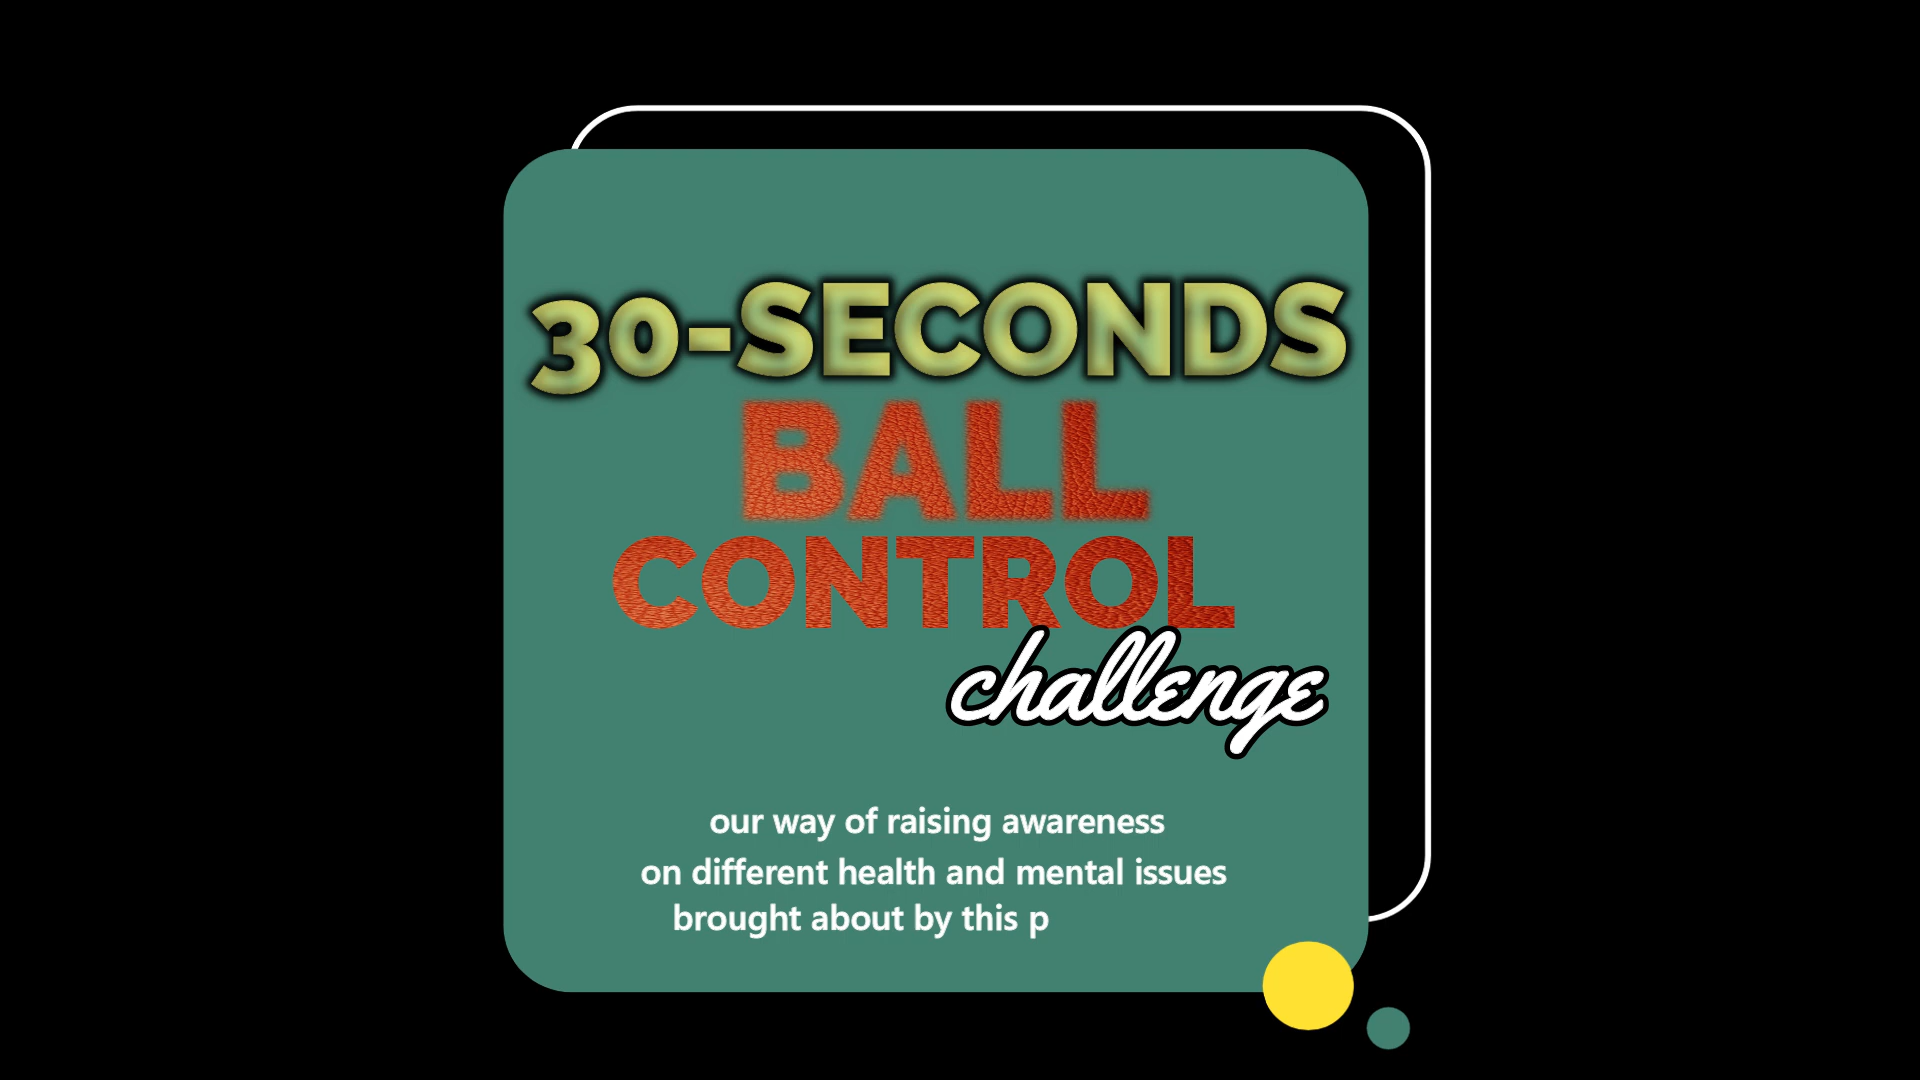 30-SECONDS
BALL
CONTROL
challenge
our way of raising awareness
on different health and mental issues
brought about by this p